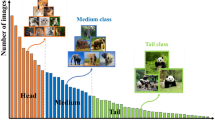 Number of images
Head class
Medium class
Tail class
Head
Medium
Tail